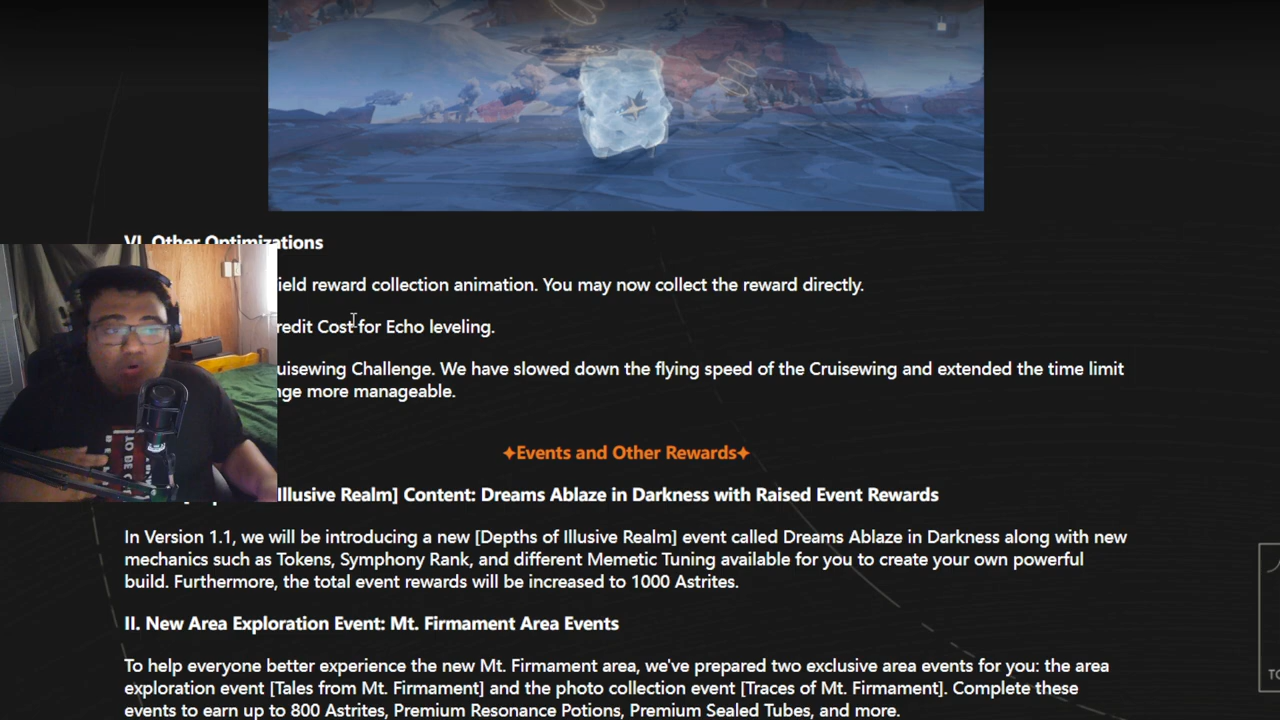 VI. Other Optimizations
ield reward collection animation. You may now collect the reward directly.
redit Cost for Echo leveling.
uisewing Challenge. We have slowed down the flying speed of the Cruisewing and extended the time limit
nge more manageable.
✦Events and Other Rewards✦
Illusive Realm] Content: Dreams Ablaze in Darkness with Raised Event Rewards
In Version 1.1, we will be introducing a new [Depths of Illusive Realm] event called Dreams Ablaze in Darkness along with new
mechanics such as Tokens, Symphony Rank, and different Memetic Tuning available for you to create your own powerful
build. Furthermore, the total event rewards will be increased to 1000 Astrites.
II. New Area Exploration Event: Mt. Firmament Area Events
To help everyone better experience the new Mt. Firmament area, we've prepared two exclusive area events for you: the area
exploration event [Tales from Mt. Firmament] and the photo collection event [Traces of Mt. Firmament]. Complete these
events to earn up to 800 Astrites, Premium Resonance Potions, Premium Sealed Tubes, and more.